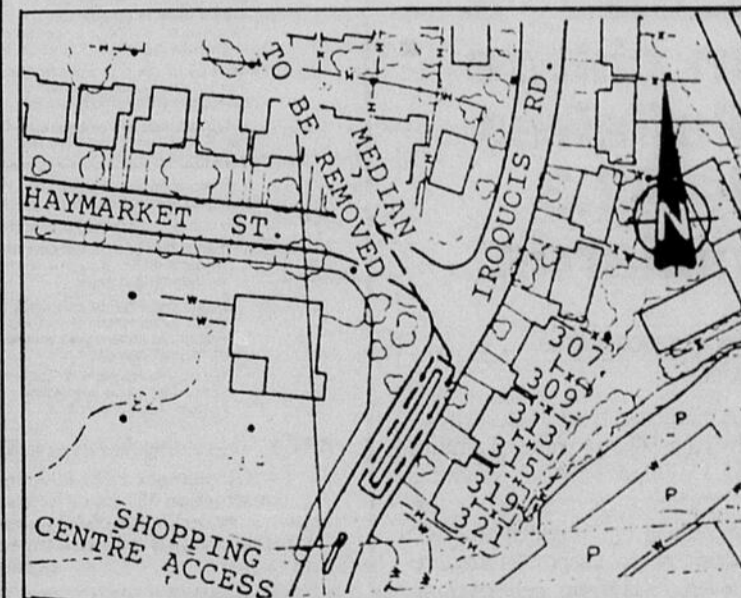 TO BE REMOVED
MEDIAN
IROQUOIS RD.
HAYMARKET ST.
N
307
309
313
315
319
321
P
P
P
SHOPPING
CENTRE ACCESS